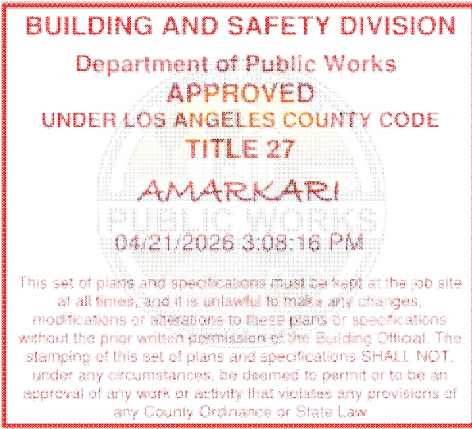 BUILDING AND SAFETY DIVISION
Department of Public Works
APPROVED
UNDER LOS ANGELES COUNTY CODE
TITLE 27
AMARKARI
PUBLIC WORKS
04/21/2026 3:08:16 PM
This set of plans and specifications must be kept at the job site
at all times, and it is unlawful to make any changes,
modifications or alterations to these plans or specifications
without the prior written permission of the Building Official. The
stamping of this set of plans and specifications SHALL NOT,
under any circumstances, be deemed to permit or to be an
approval of any work or activity that violates any provisions of
any County Ordinance or State Law